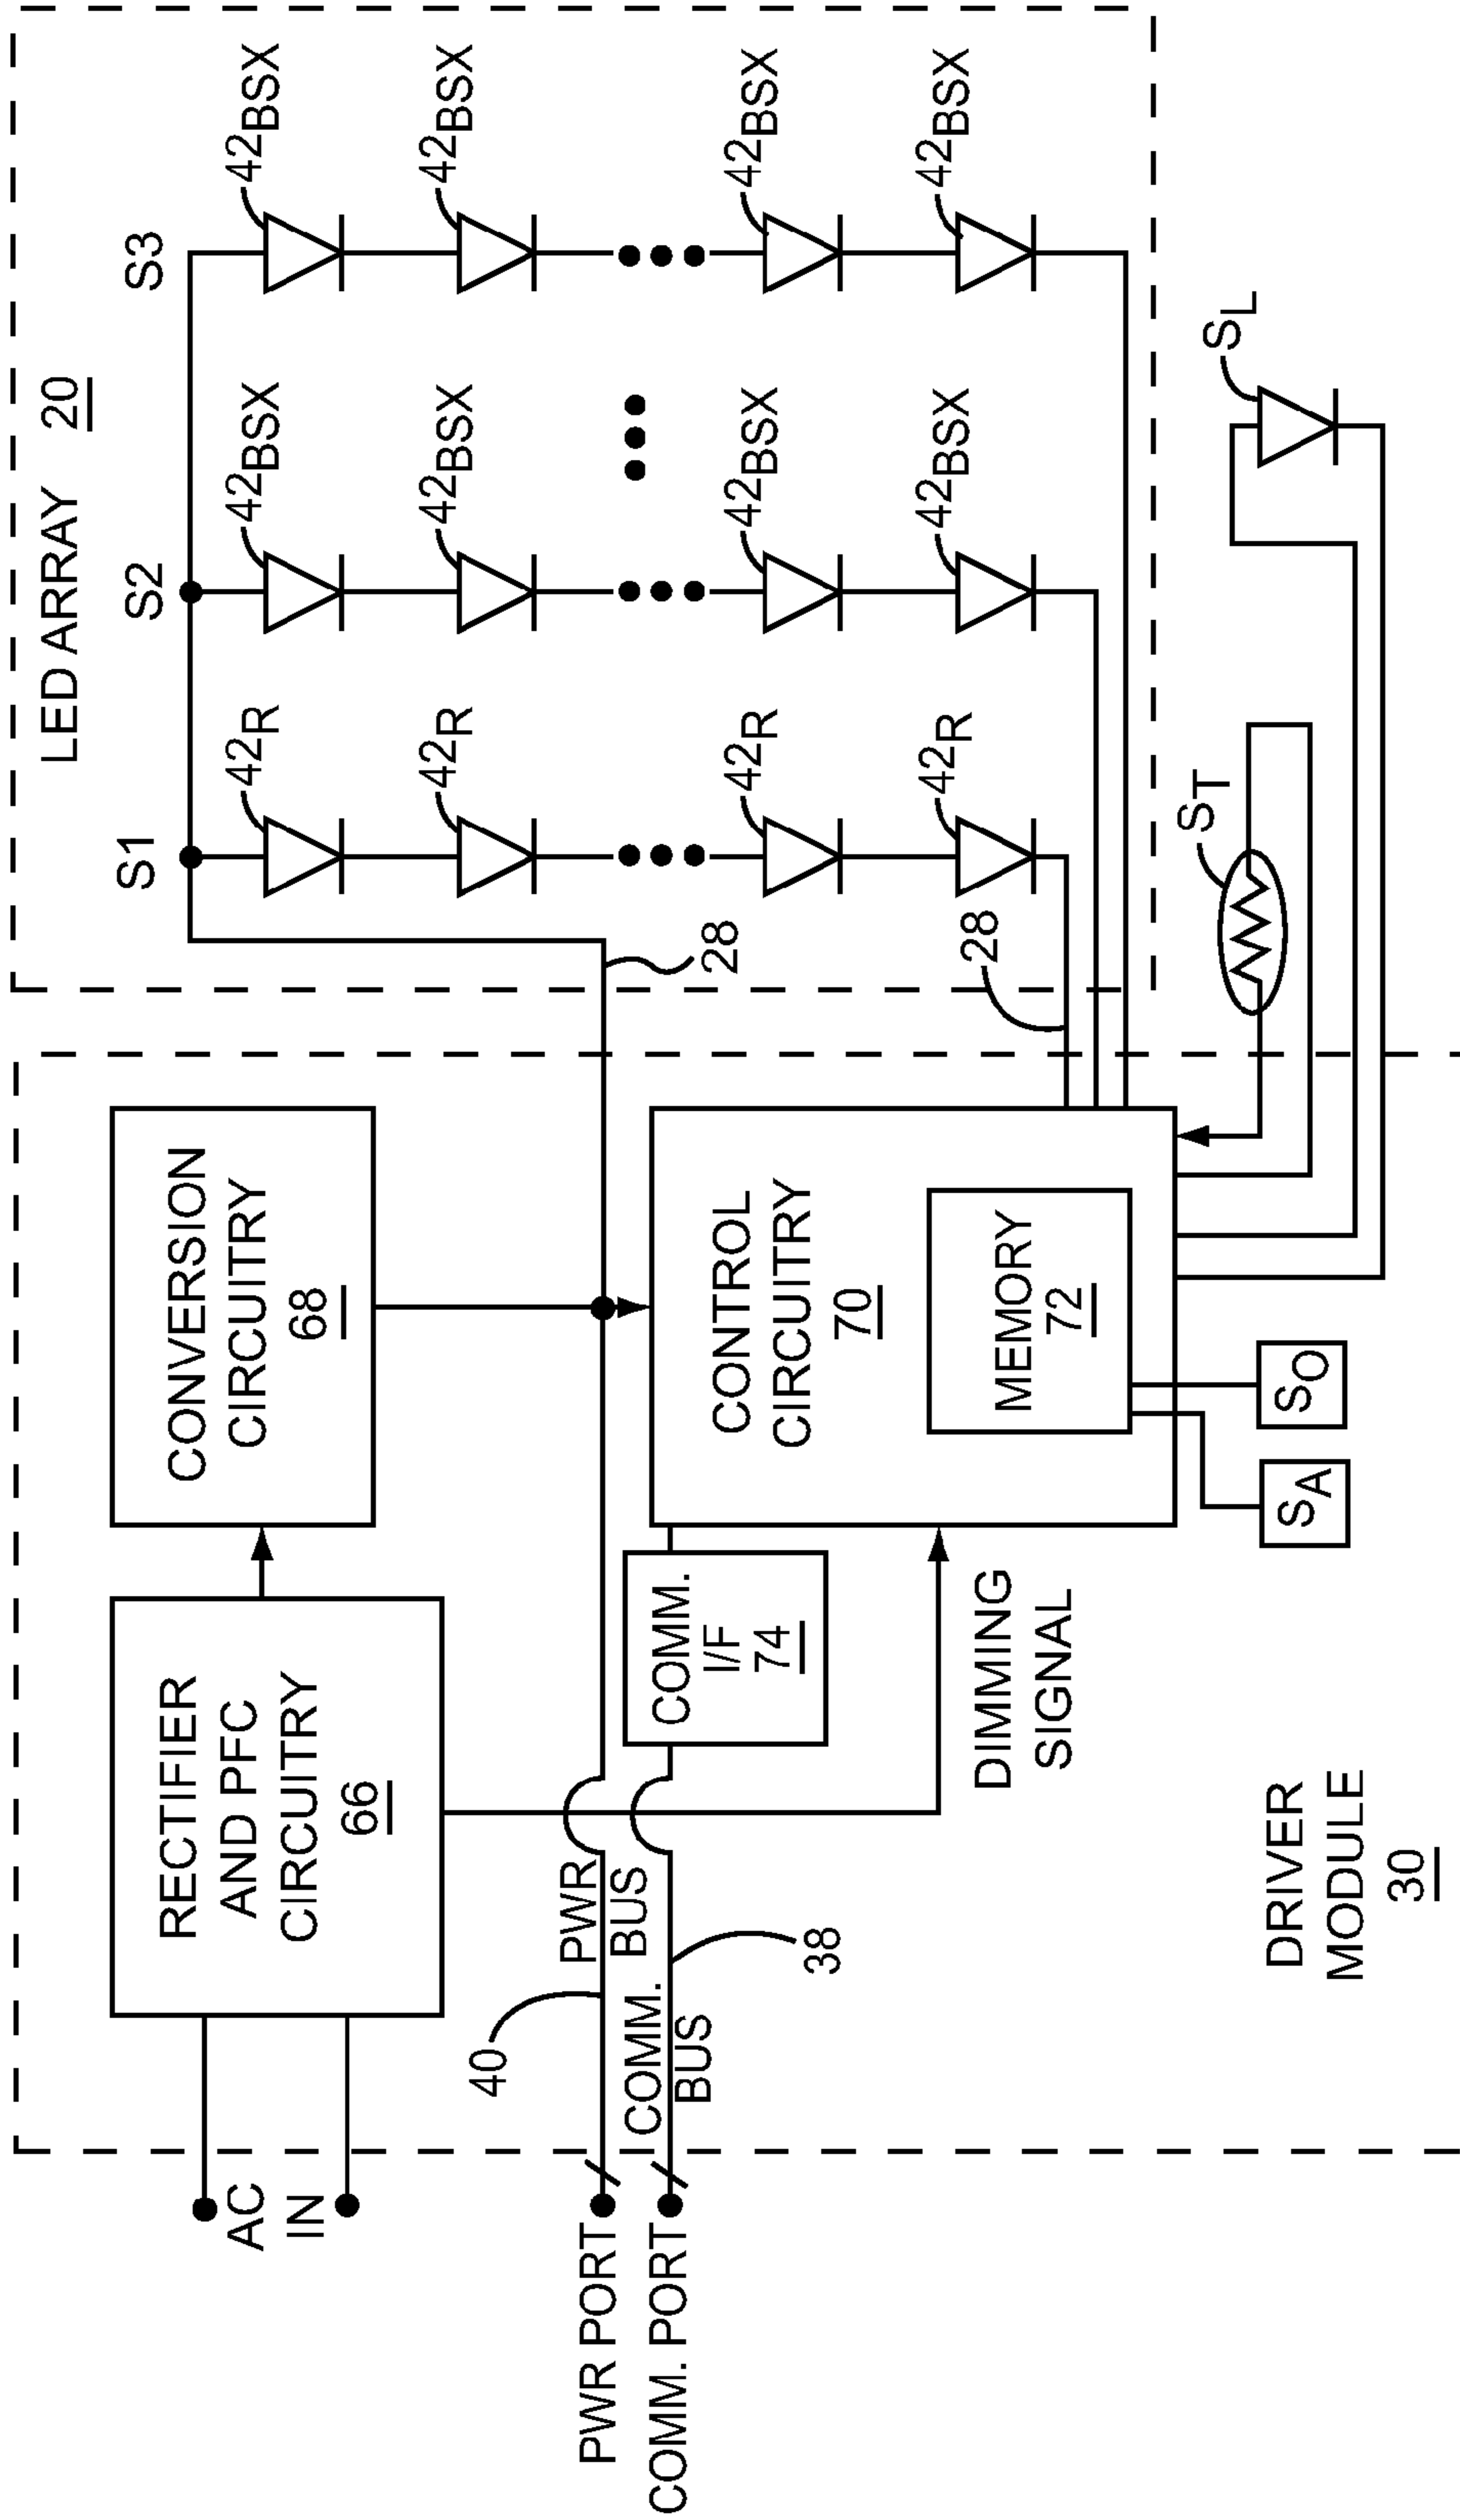 LED ARRAY 20
S1
S2
S3
42R
42BSX
42BSX
42R
42BSX
42BSX
42R
42BSX
42BSX
42R
42BSX
42BSX
28
28
ST
SL
AC
IN
RECTIFIER
AND PFC
CIRCUITRY
66
CONVERSION
CIRCUITRY
68
40
PWR
BUS
PWR PORT
COMM. PORT
COMM.
BUS
38
COMM.
I/F
74
CONTROL
CIRCUITRY
70
MEMORY
72
DIMMING
SIGNAL
SA
SO
DRIVER
MODULE
30